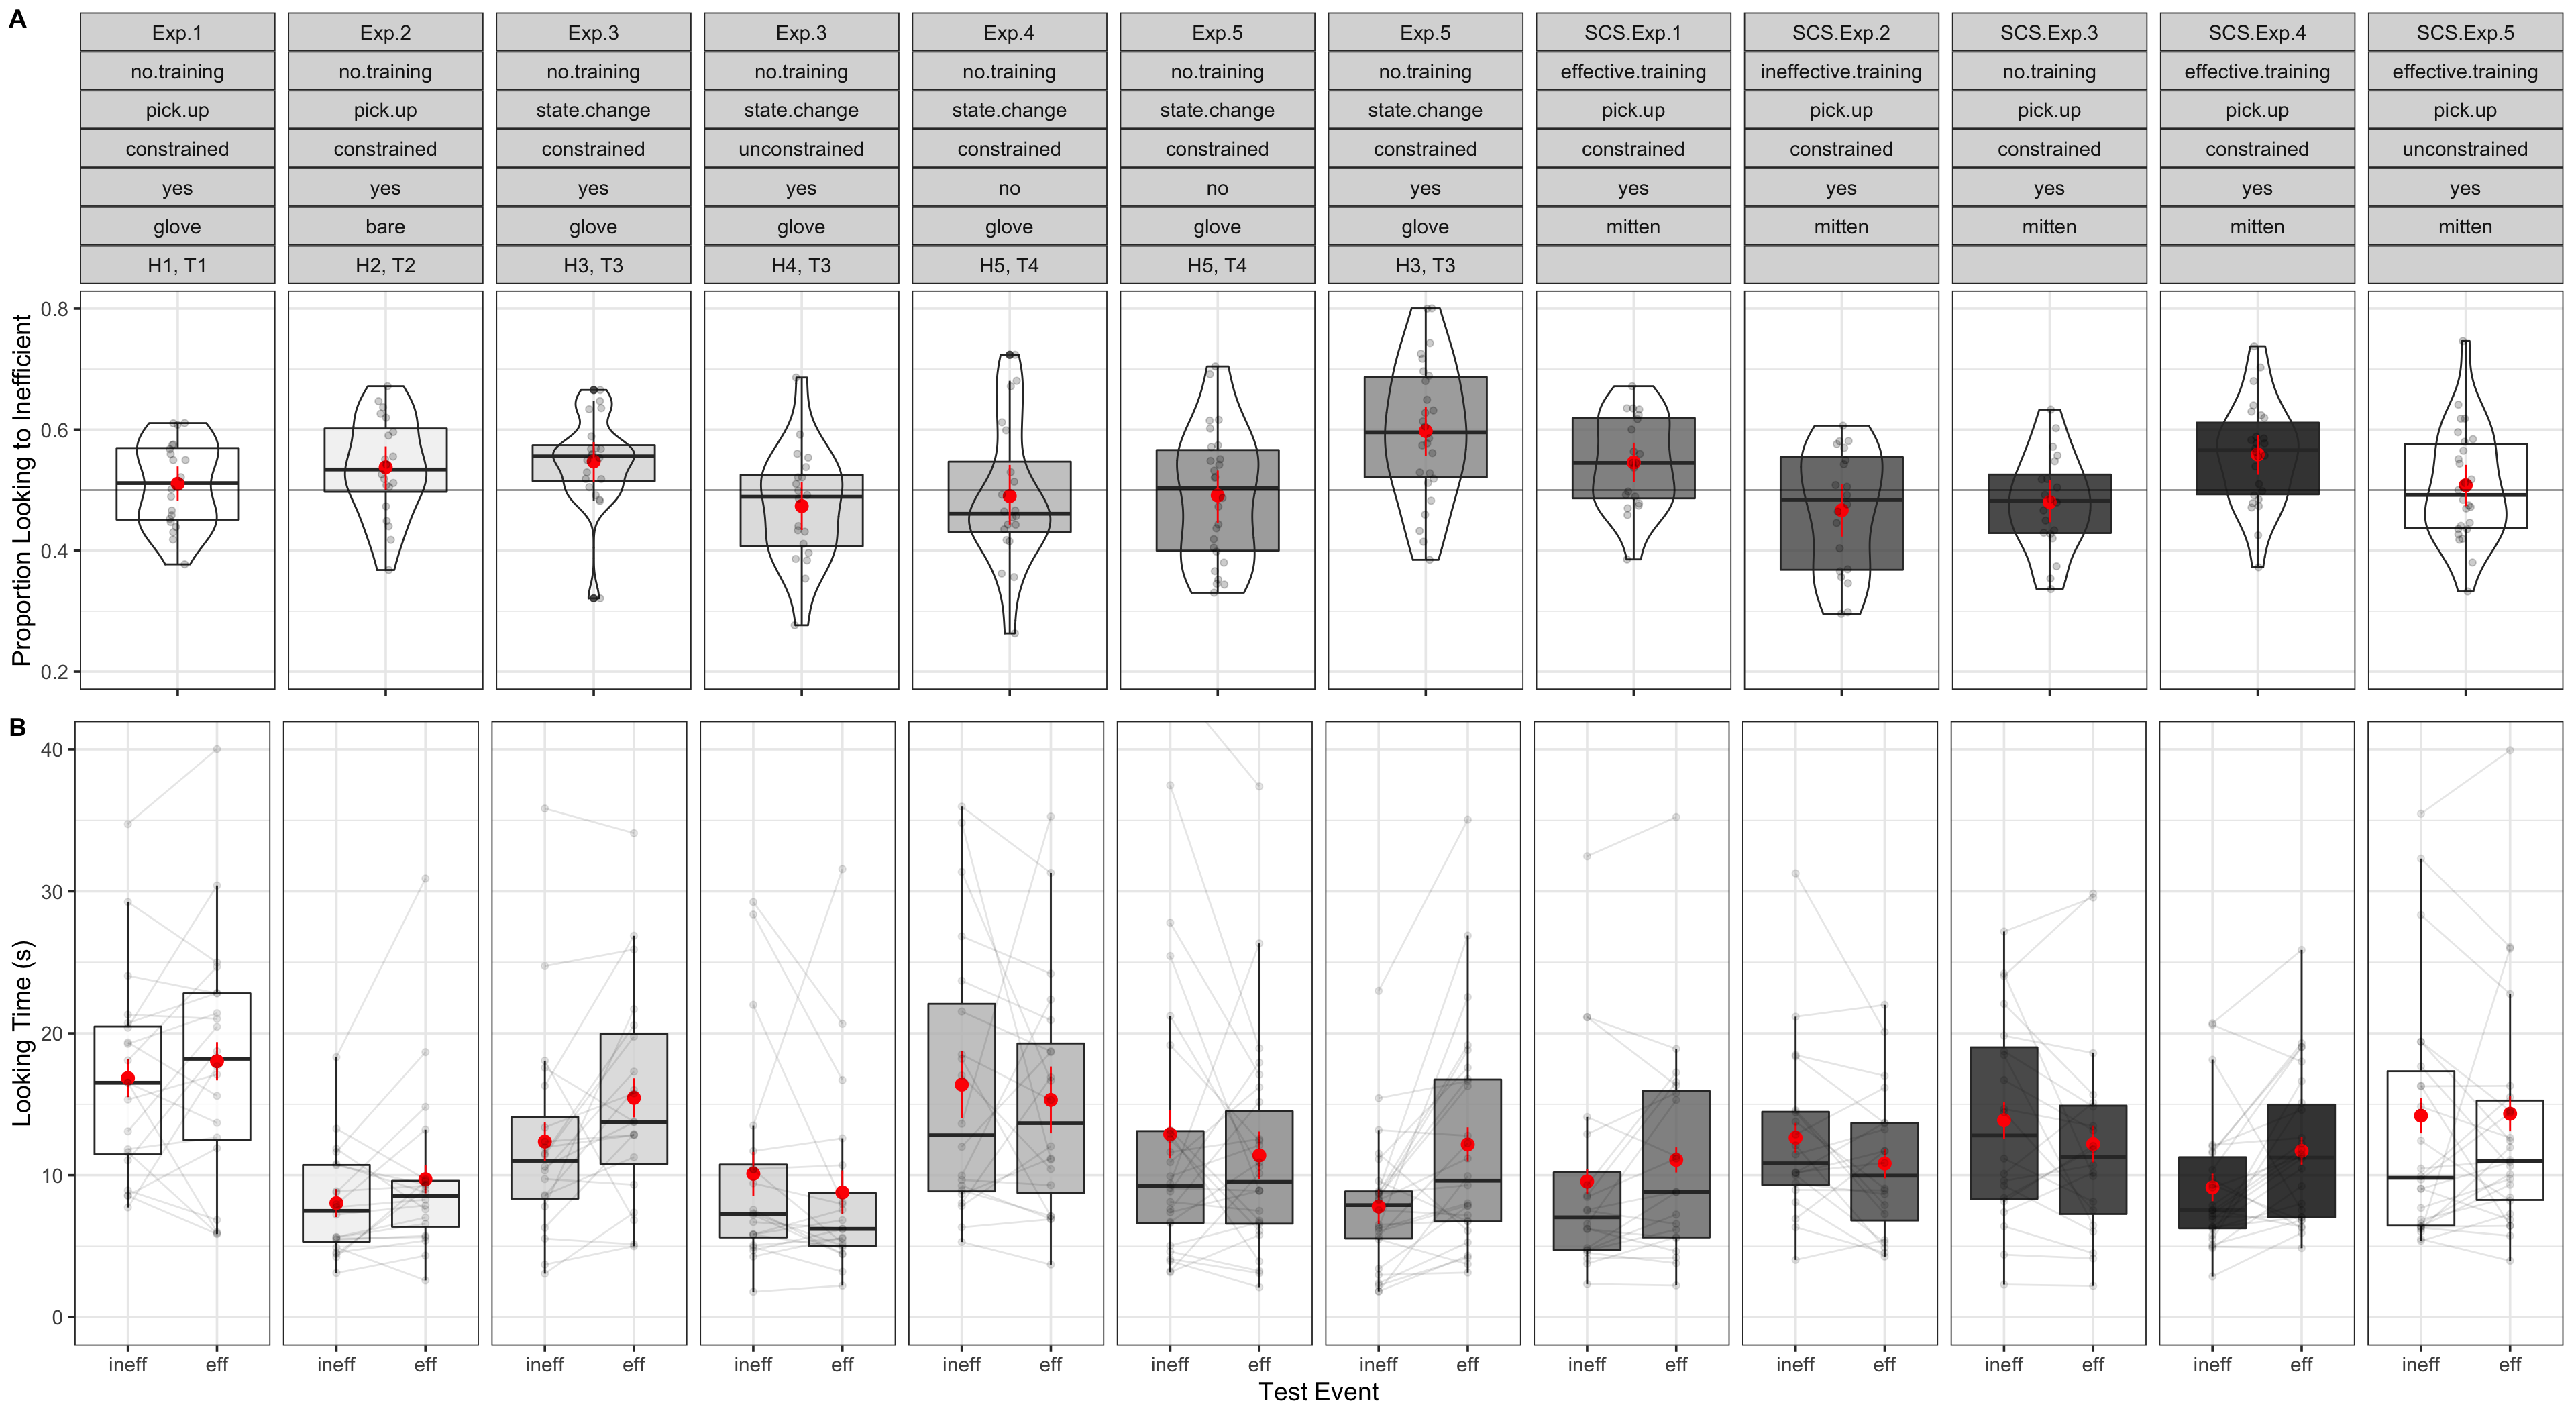 A
Exp.1 Exp.2 Exp.3 Exp.3 Exp.4 Exp.5 Exp.5 SCS.Exp.1 SCS.Exp.2 SCS.Exp.3 SCS.Exp.4 SCS.Exp.5
no.training no.training no.training no.training no.training no.training no.training effective.training ineffective.training no.training effective.training effective.training
pick.up pick.up state.change state.change state.change state.change state.change pick.up pick.up pick.up pick.up pick.up
constrained constrained constrained unconstrained constrained constrained constrained constrained constrained constrained constrained unconstrained
yes yes yes yes no no yes yes yes yes yes yes
glove bare glove glove glove glove glove mitten mitten mitten mitten mitten
H1, T1 H2, T2 H3, T3 H4, T3 H5, T4 H5, T4 H3, T3
Proportion Looking to Inefficient
0.8
0.6
0.4
0.2
B
Looking Time (s)
40
30
20
10
0
ineff eff ineff eff ineff eff ineff eff ineff eff ineff eff ineff eff ineff eff ineff eff ineff eff ineff eff ineff eff
Test Event